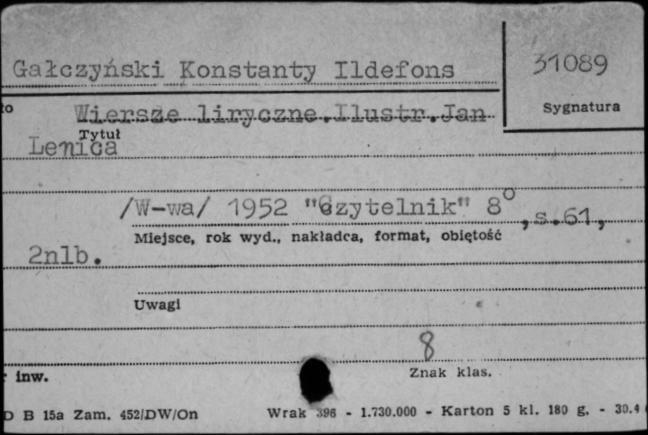 Gałczyński Konstanty Ildefons
31089
Sygnatura
to Wiersze liryczne.Ilustr.Jan
Tytuł
Lenica
/W-wa/ 1952 "Czytelnik" 8°,s.61,
Miejsce, rok wyd., nakładca, format, objętość
2nlb.
Uwagi
8
r inw.
Znak klas.
D B 15a Zam. 452/DW/On Wrak 396 - 1.730.000 - Karton 5 kl. 180 g. - 30.4